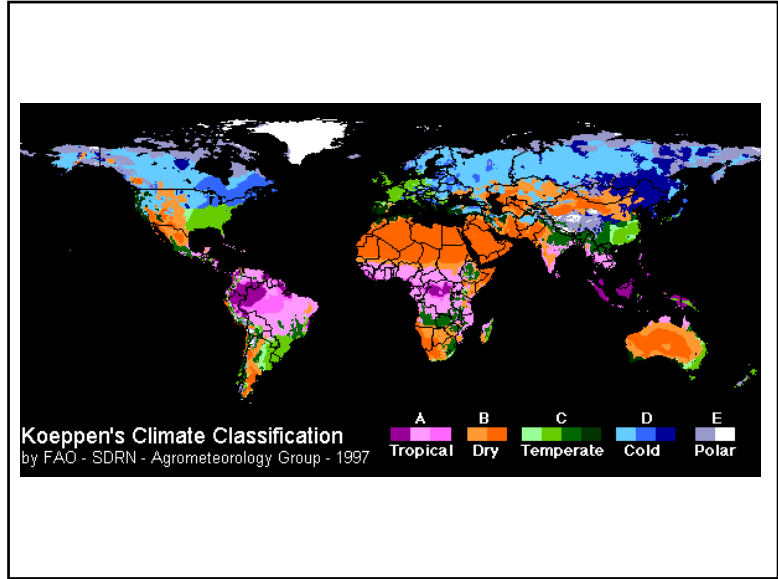 A B C D E
Tropical Dry Temperate Cold Polar
Koeppen's Climate Classification
by FAO - SDRN - Agrometeorology Group - 1997